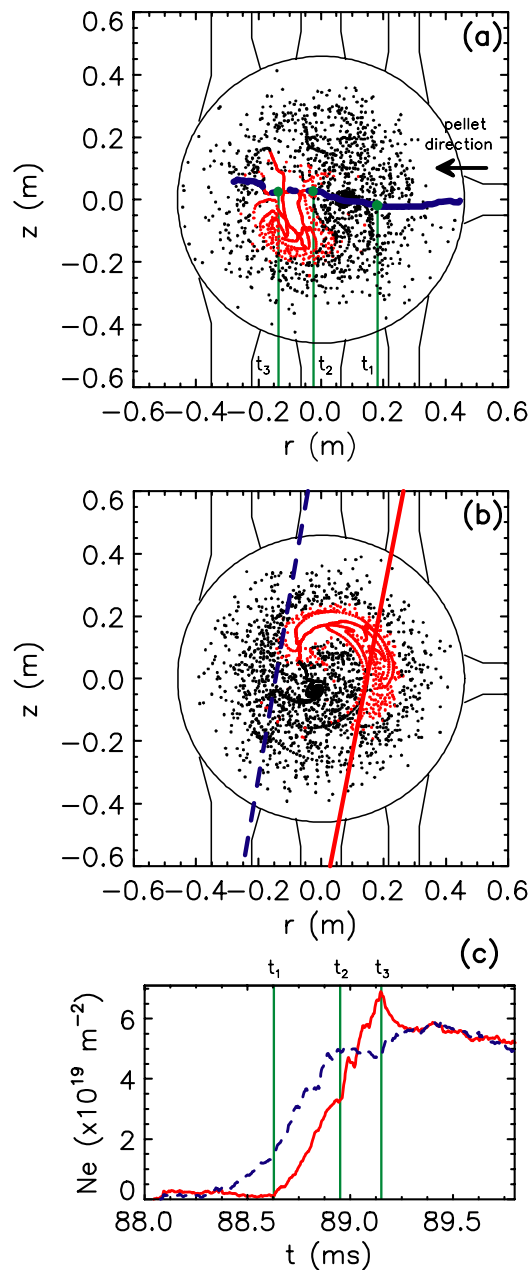 (a)
0.6
0.4
0.2
0.0
−0.2
−0.4
−0.6
z (m)
pellet
direction
t3 t2 t1
−0.6−0.4−0.2 0.0 0.2 0.4 0.6
r (m)
(b)
0.6
0.4
0.2
0.0
−0.2
−0.4
−0.6
z (m)
−0.6−0.4−0.2 0.0 0.2 0.4 0.6
r (m)
(c)
t1 t2 t3
6
4
2
0
Ne (x10^19 m^−2)
88.0 88.5 89.0 89.5
t (ms)